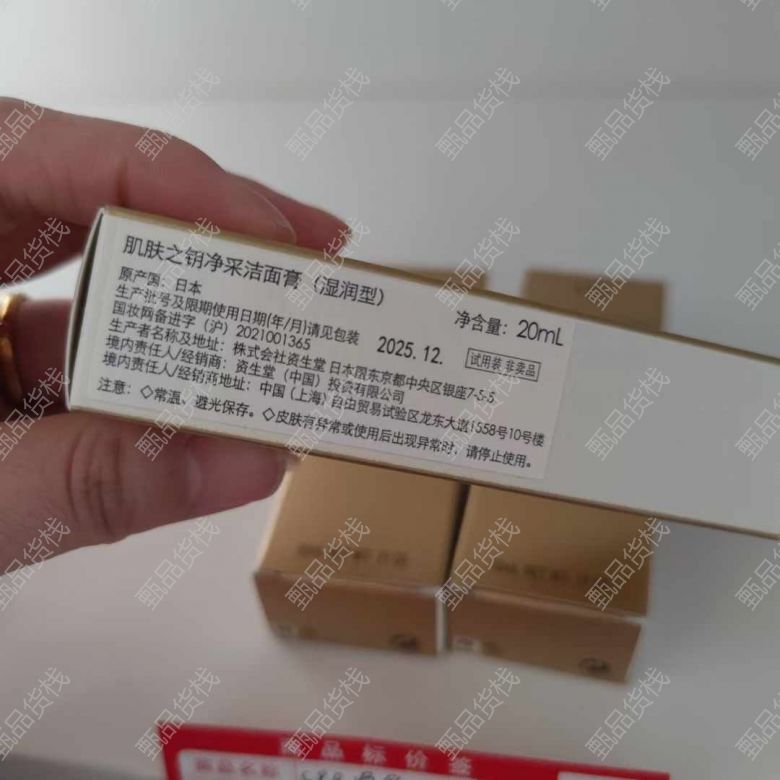 肌肤之钥净采洁面膏（湿润型）
原产国：日本
净含量：20mL
生产批号及限期使用日期(年/月)请见包装
2025.12.
试用装 非卖品
国妆网备进字（沪）2021001365
生产者名称及地址：株式会社资生堂 日本国东京都中央区银座7-5-5
境内责任人/经销商：资生堂（中国）投资有限公司
境内责任人/经销商地址：中国（上海）自由贸易试验区龙东大道1558号10号楼
注意：◇常温、避光保存。◇皮肤有异常或使用后出现异常时，请停止使用。
商品标价签
商品名称
甄品货栈